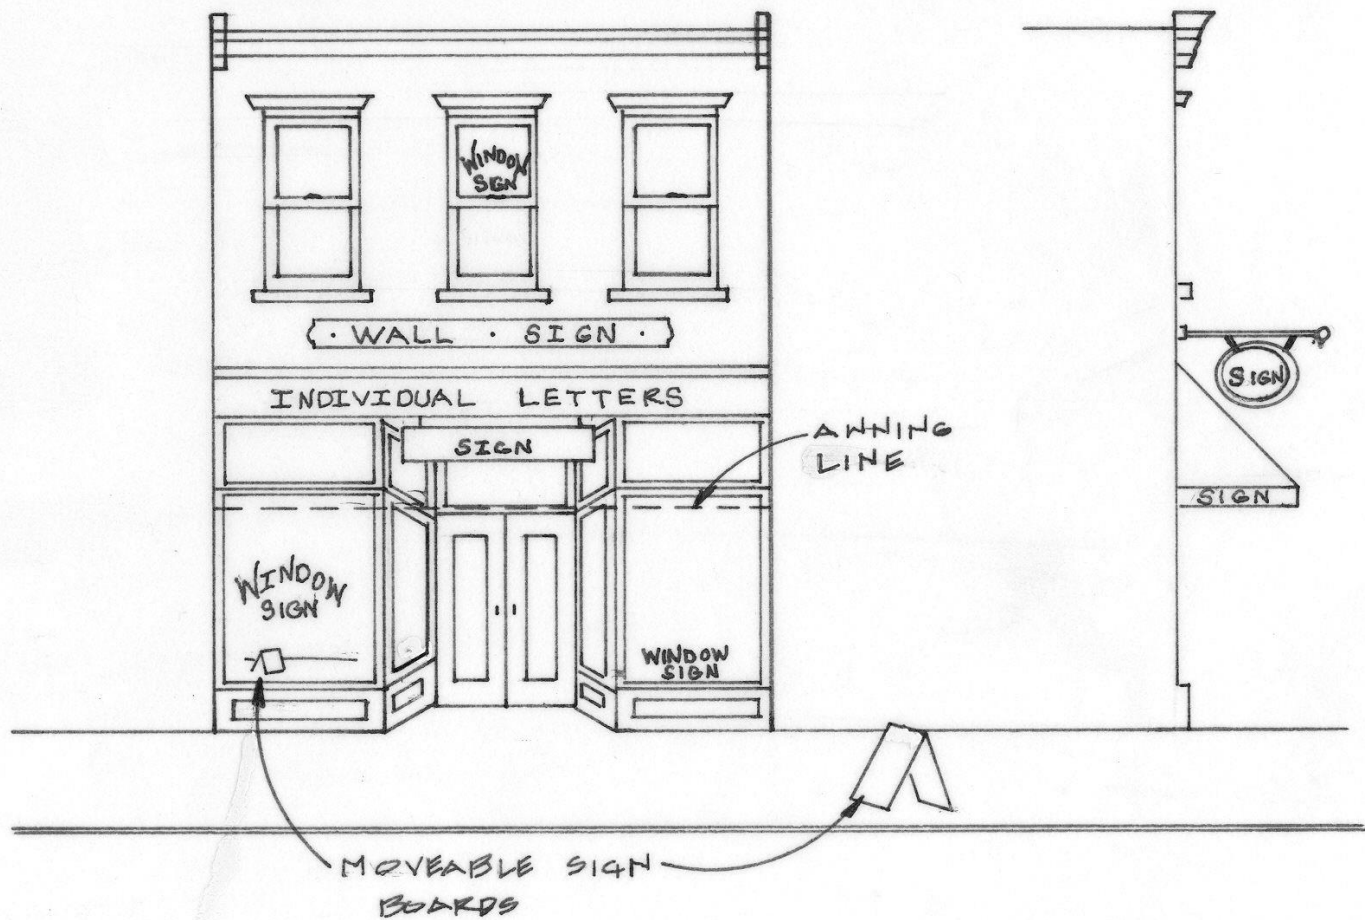 WINDOW
SIGN
· WALL · SIGN ·
INDIVIDUAL LETTERS
SIGN
SIGN
AWNING
LINE
SIGN
WINDOW
SIGN
WINDOW
SIGN
MOVEABLE SIGN
BOARDS